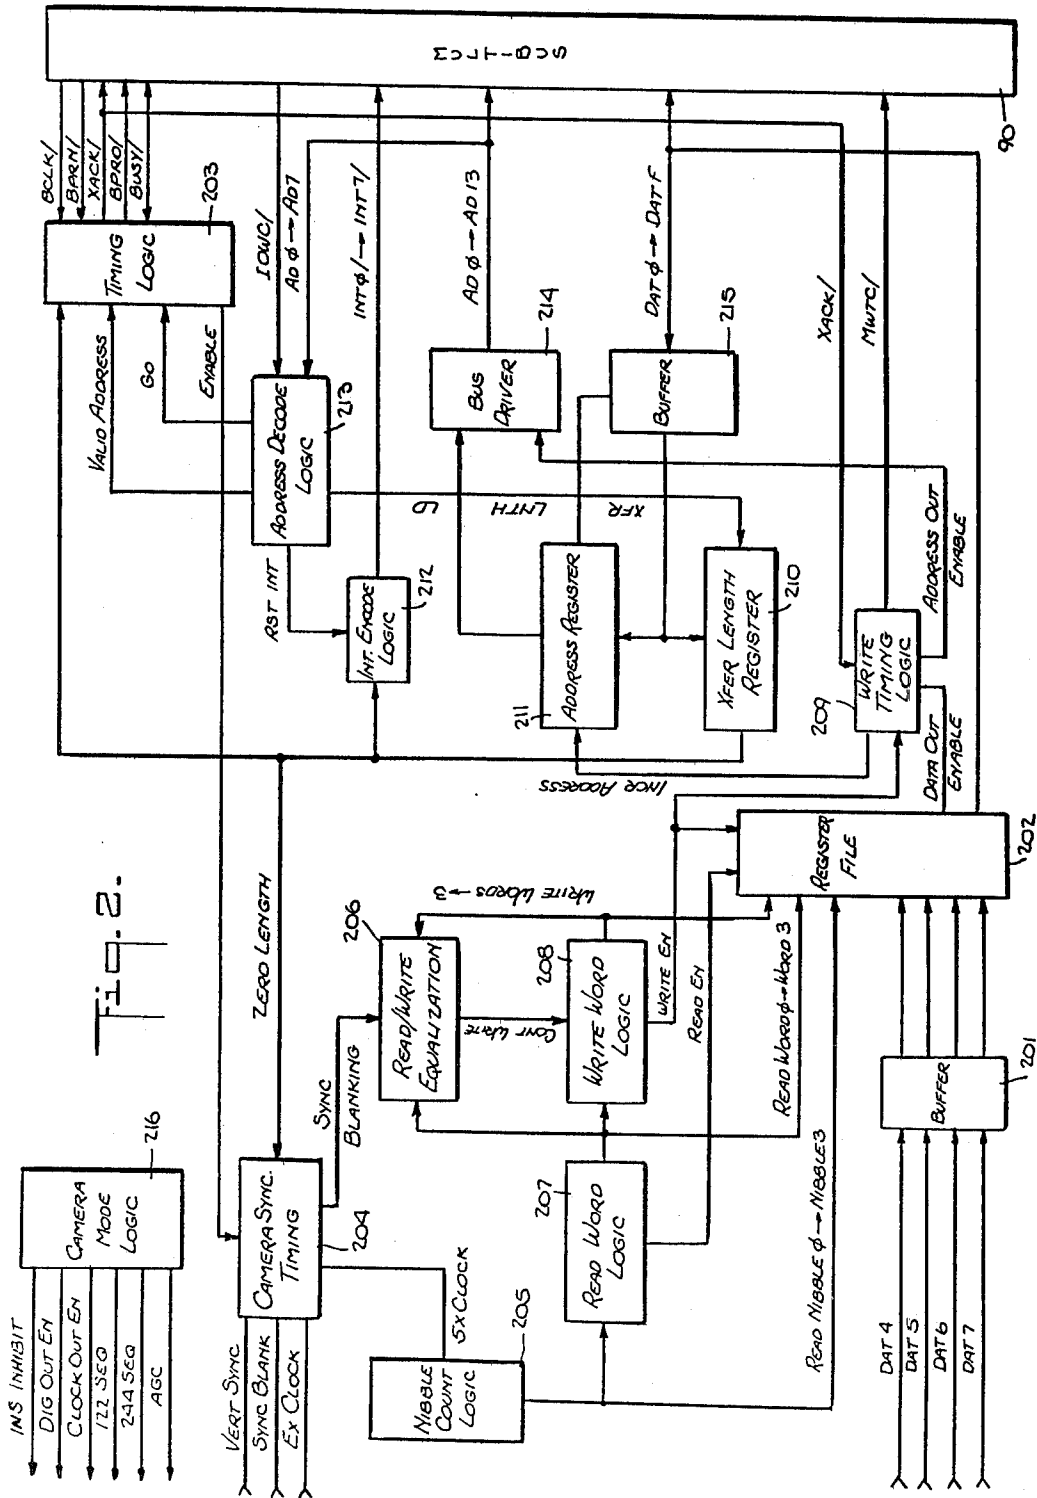 Fig. 2.
INS INHIBIT
DIG OUT EN
CLOCK OUT EN
122 SEQ
244 SEQ
AGC
CAMERA
MODE
LOGIC
216
VERT SYNC
SYNC BLANK
EX CLOCK
CAMERA SYNC.
TIMING
204
ZERO LENGTH
SYNC
BLANKING
SX CLOCK
NIBBLE
COUNT
LOGIC
205
READ/WRITE
EQUALIZATION
206
CONT WRITE
READ WORD
LOGIC
207
WRITE WORD
LOGIC
208
WRITE WORDS → 3
WRITE EN
READ EN
READ WORD φ → WORD 3
READ NIBBLE φ → NIBBLE 3
DAT 4
DAT 5
DAT 6
DAT 7
BUFFER
201
REGISTER
FILE
202
DATA OUT
ENABLE
ADDRESS OUT
ENABLE
INCR ADDRESS
WRITE
TIMING
LOGIC
209
XFER LENGTH
REGISTER
210
ADDRESS REGISTER
211
INT. ENCODE
LOGIC
212
RST INT
ADDRESS DECODE
LOGIC
213
LD
LNTH
XFR
VALID ADDRESS
GO
ENABLE
TIMING
LOGIC
203
BCLK/
BPRN/
XACK/
BPRO/
BUSY/
IOWC/
ADφ → AD7
INTφ/ → INT7/
ADφ → AD13
BUS
DRIVER
214
DATφ → DATF
BUFFER
215
XACK/
MWTC/
MULTI-BUS
90